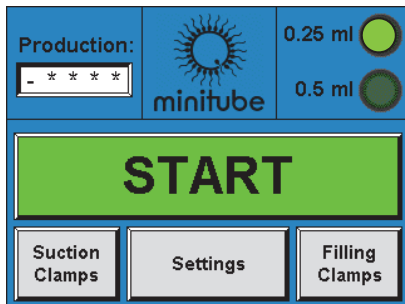 Production:
- * * * *
minitube
0.25 ml
0.5 ml
START
Suction
Clamps
Settings
Filling
Clamps